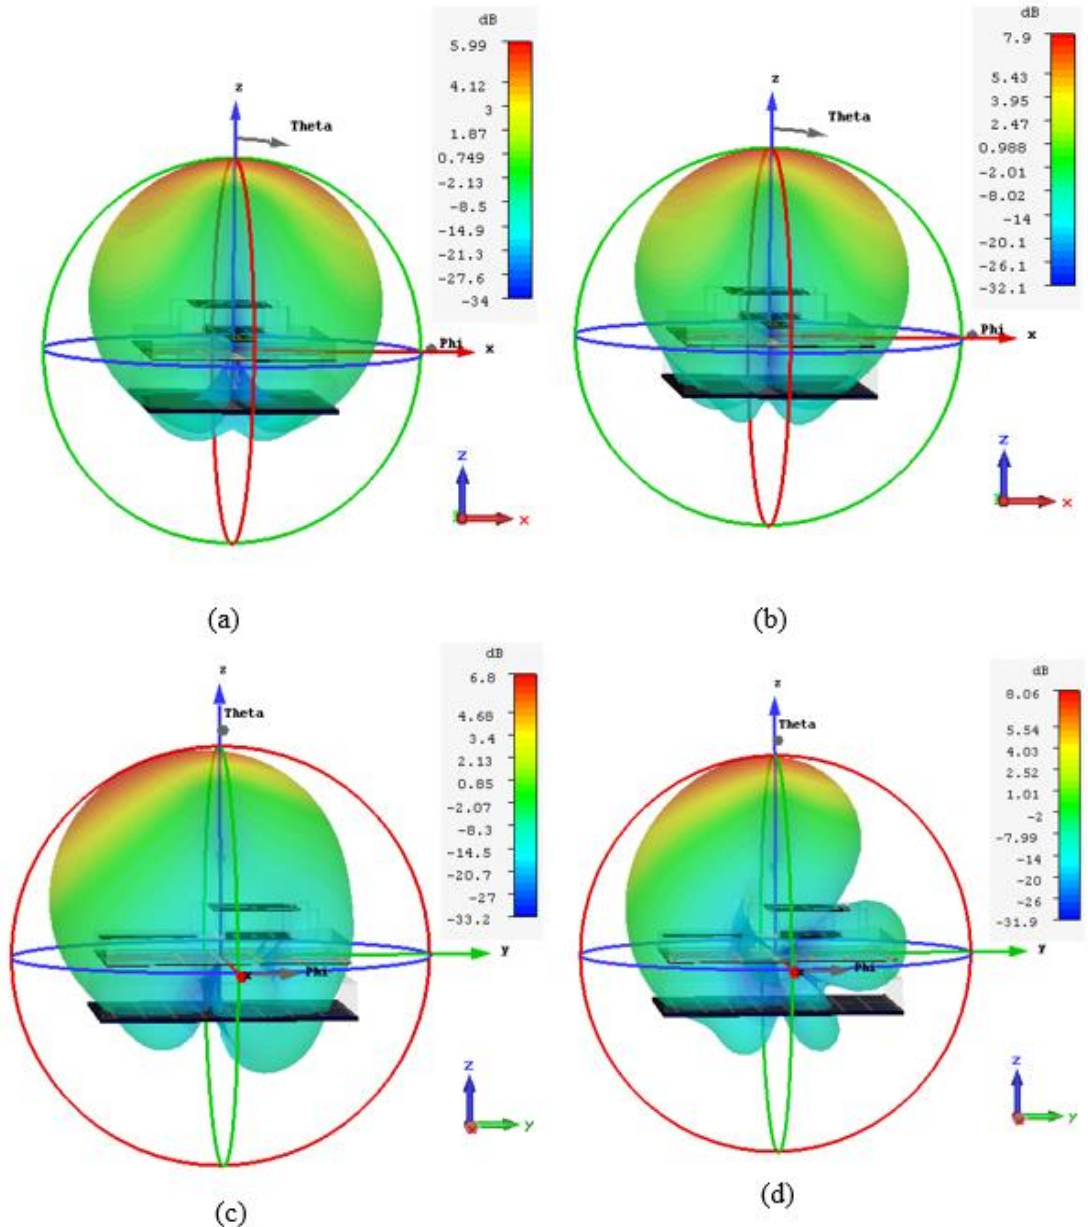 dB
5.99
4.12
3
1.87
0.749
-2.13
-8.5
-14.9
-21.3
-27.6
-34
z
Theta
Phi
x
z
x
(a)
dB
7.9
5.43
3.95
2.47
0.988
-2.01
-8.02
-14
-20.1
-26.1
-32.1
z
Theta
Phi
x
z
x
(b)
dB
6.8
4.68
3.4
2.13
0.85
-2.07
-8.3
-14.5
-20.7
-27
-33.2
z
Theta
y
x
Phi
z
x
y
(c)
dB
8.06
5.54
4.03
2.52
1.01
-2
-7.99
-14
-20
-26
-31.9
z
Theta
y
x
Phi
z
x
y
(d)